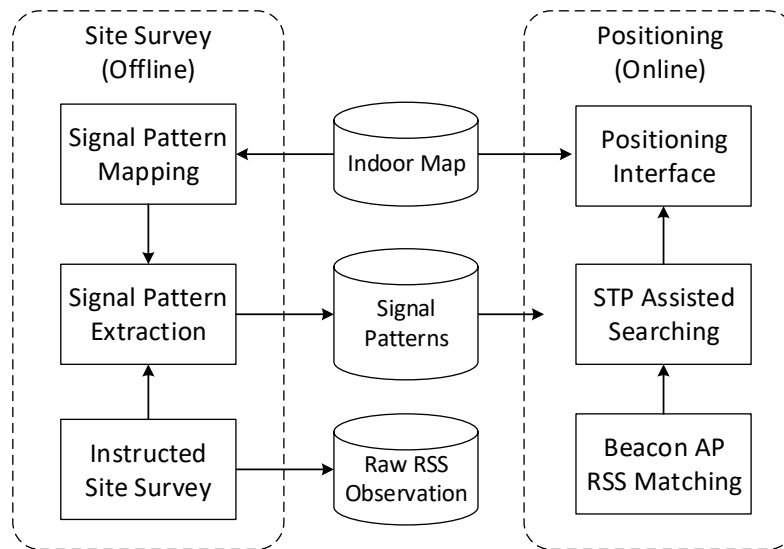 Site Survey
(Offline)
Signal Pattern
Mapping
Signal Pattern
Extraction
Instructed
Site Survey
Indoor Map
Signal
Patterns
Raw RSS
Observation
Positioning
(Online)
Positioning
Interface
STP Assisted
Searching
Beacon AP
RSS Matching